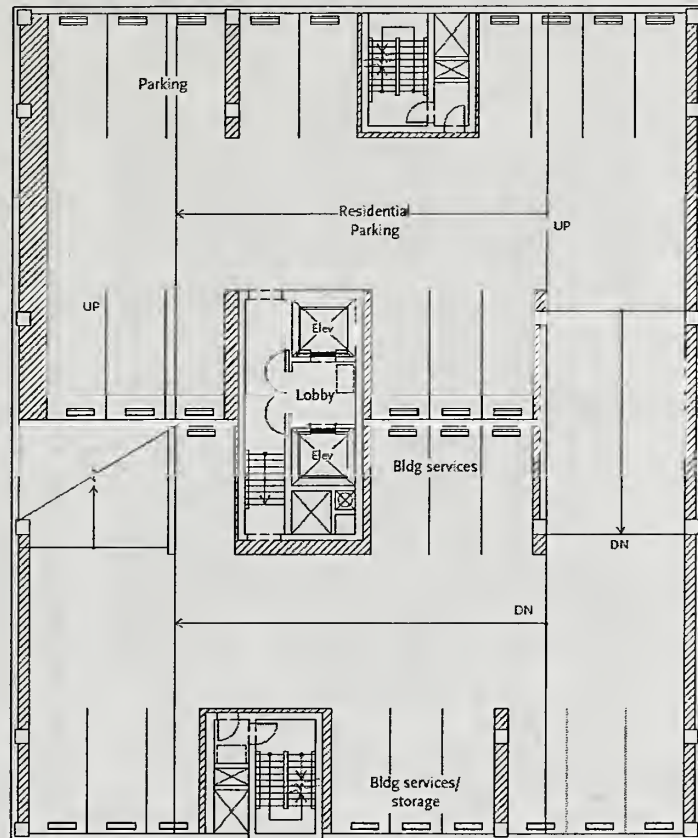 Parking
Residential
Parking
UP
UP
Elev
Lobby
Elev
Bldg services
DN
DN
Bldg services/
storage